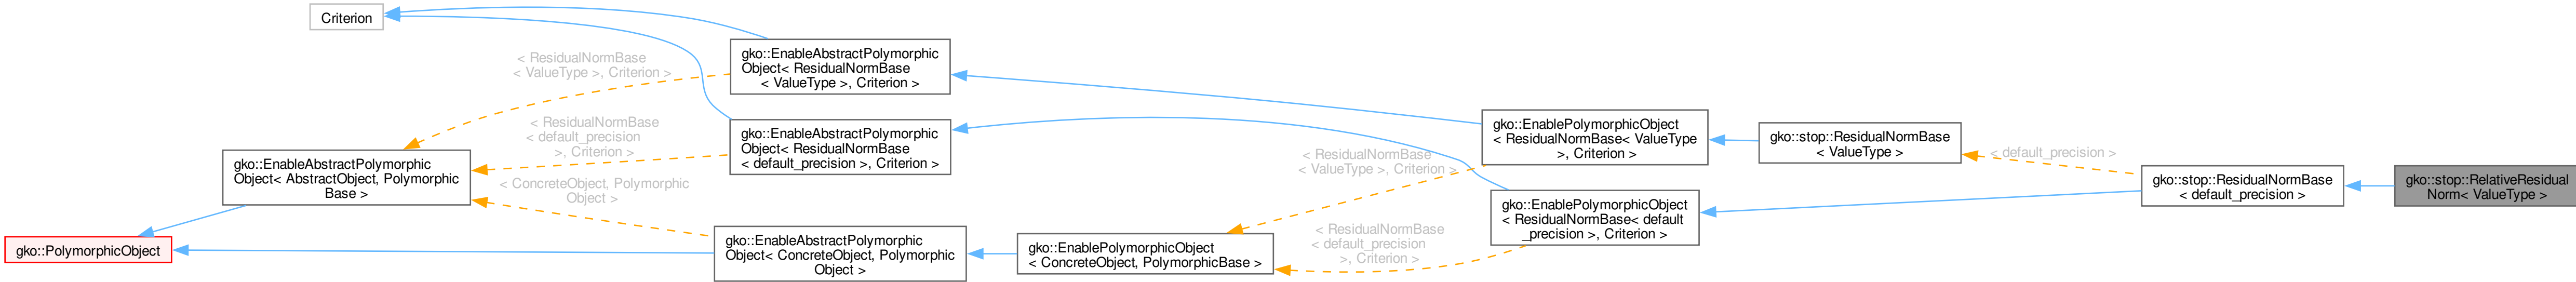 Criterion
gko::EnableAbstractPolymorphic
Object< ResidualNormBase
< ValueType >, Criterion >
< ResidualNormBase
< ValueType >, Criterion >
gko::EnableAbstractPolymorphic
Object< ResidualNormBase
< default_precision >, Criterion >
< ResidualNormBase
< default_precision
>, Criterion >
gko::EnableAbstractPolymorphic
Object< AbstractObject, Polymorphic
Base >
< ConcreteObject, Polymorphic
Object >
gko::PolymorphicObject
gko::EnableAbstractPolymorphic
Object< ConcreteObject, Polymorphic
Object >
gko::EnablePolymorphicObject
< ConcreteObject, PolymorphicBase >
< ResidualNormBase
< ValueType >, Criterion >
< ResidualNormBase
< default_precision
>, Criterion >
gko::EnablePolymorphicObject
< ResidualNormBase< ValueType
>, Criterion >
gko::EnablePolymorphicObject
< ResidualNormBase< default
_precision >, Criterion >
gko::stop::ResidualNormBase
< ValueType >
< default_precision >
gko::stop::ResidualNormBase
< default_precision >
gko::stop::RelativeResidual
Norm< ValueType >